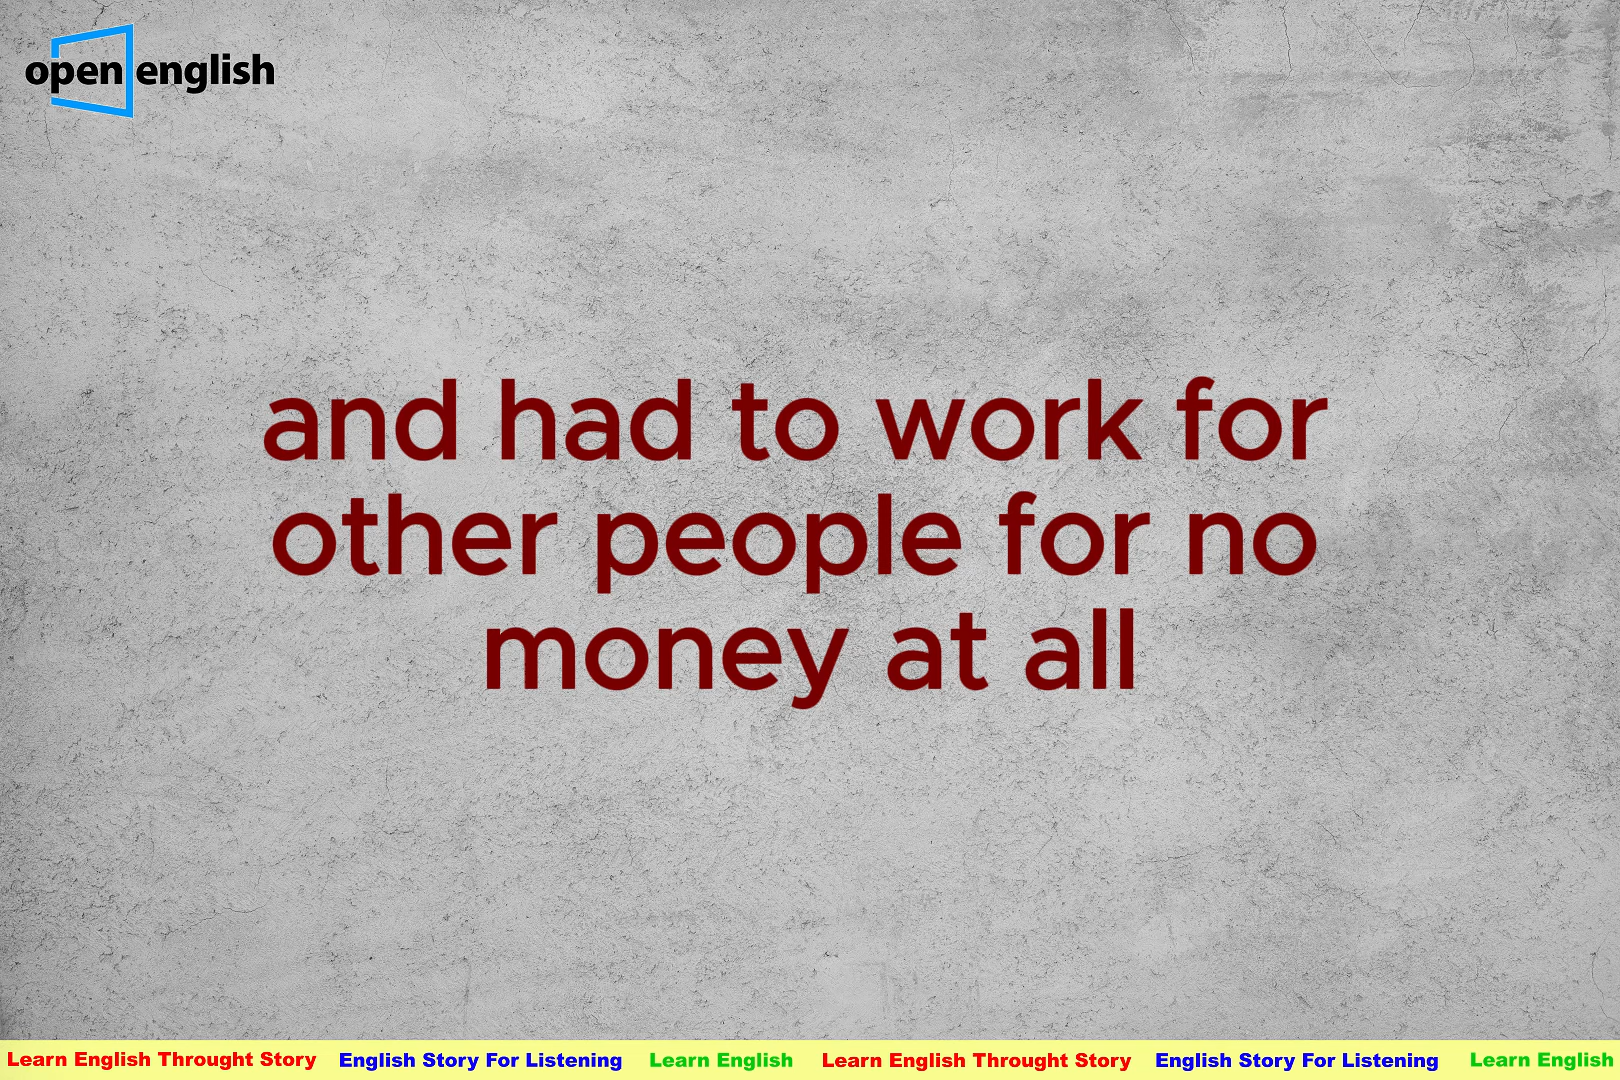 open english
and had to work for
other people for no
money at all
Learn English Throught Story English Story For Listening Learn English Learn English Throught Story English Story For Listening Learn English